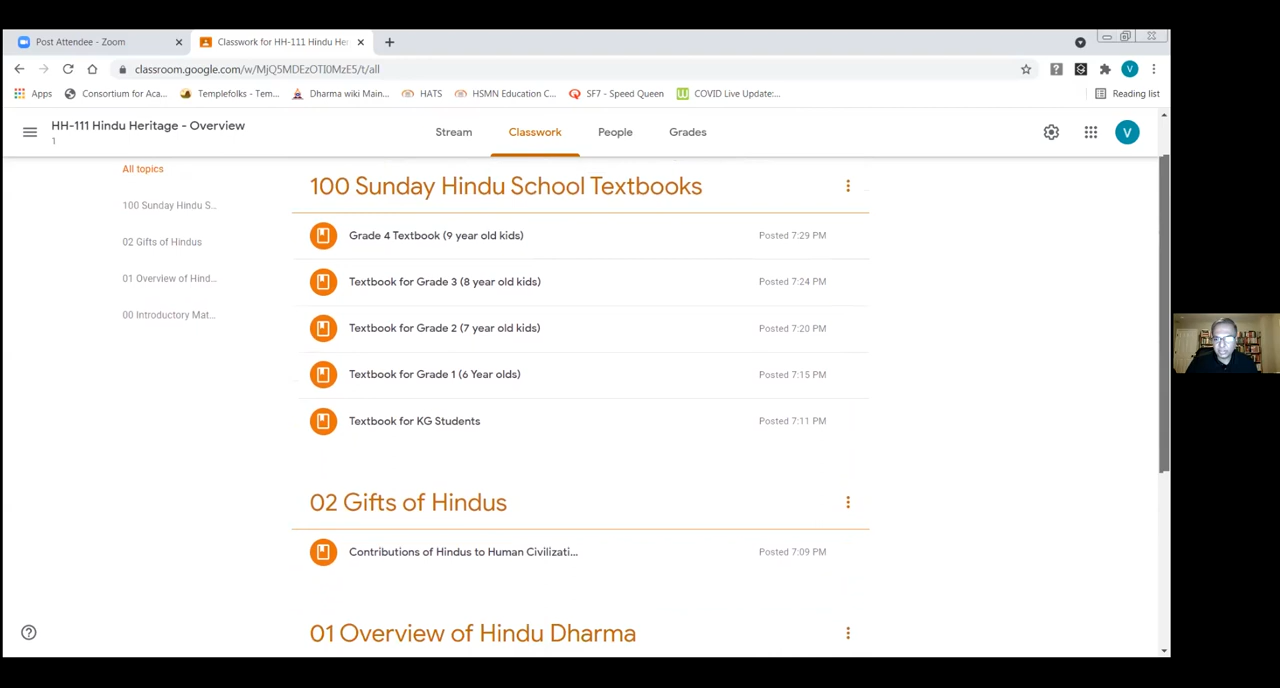 Post Attendee - Zoom
Classwork for HH-111 Hindu Her
classroom.google.com/w/MjQ5MDEzOTI0MzE5/t/all
V
Apps
Consortium for Aca...
Templefolks - Tem...
Dharma wiki Main...
HATS
HSMN Education C...
SF7 - Speed Queen
COVID Live Update:...
Reading list
HH-111 Hindu Heritage - Overview
1
Stream
Classwork
People
Grades
V
All topics
100 Sunday Hindu S...
02 Gifts of Hindus
01 Overview of Hind...
00 Introductory Mat...
100 Sunday Hindu School Textbooks
Grade 4 Textbook (9 year old kids)
Posted 7:29 PM
Textbook for Grade 3 (8 year old kids)
Posted 7:24 PM
Textbook for Grade 2 (7 year old kids)
Posted 7:20 PM
Textbook for Grade 1 (6 Year olds)
Posted 7:15 PM
Textbook for KG Students
Posted 7:11 PM
02 Gifts of Hindus
Contributions of Hindus to Human Civilizati...
Posted 7:09 PM
01 Overview of Hindu Dharma